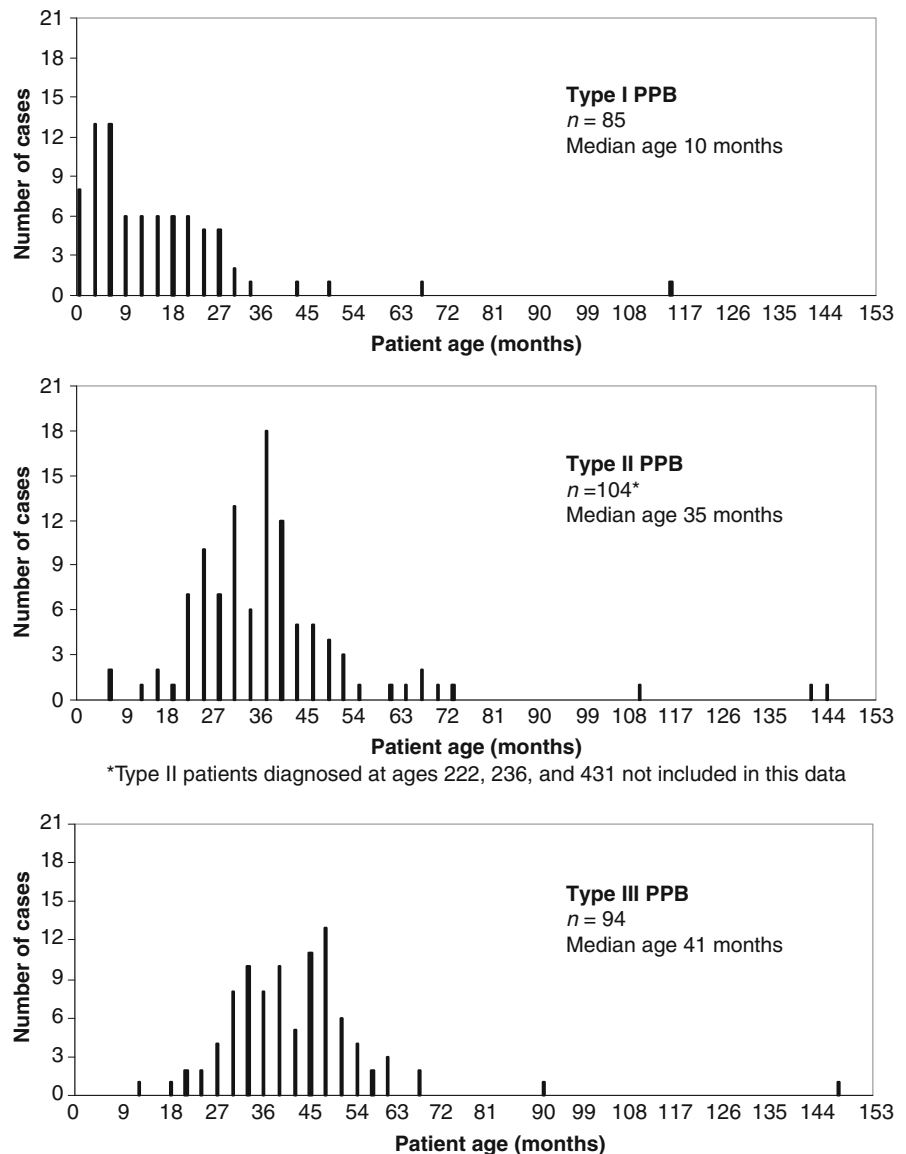 21
18
15
12
9
6
3
0
Number of cases
Type I PPB
n = 85
Median age 10 months
0 9 18 27 36 45 54 63 72 81 90 99 108 117 126 135 144 153
Patient age (months)
21
18
15
12
9
6
3
0
Number of cases
Type II PPB
n =104*
Median age 35 months
0 9 18 27 36 45 54 63 72 81 90 99 108 117 126 135 144 153
Patient age (months)
*Type II patients diagnosed at ages 222, 236, and 431 not included in this data
21
18
15
12
9
6
3
0
Number of cases
Type III PPB
n = 94
Median age 41 months
0 9 18 27 36 45 54 63 72 81 90 99 108 117 126 135 144 153
Patient age (months)